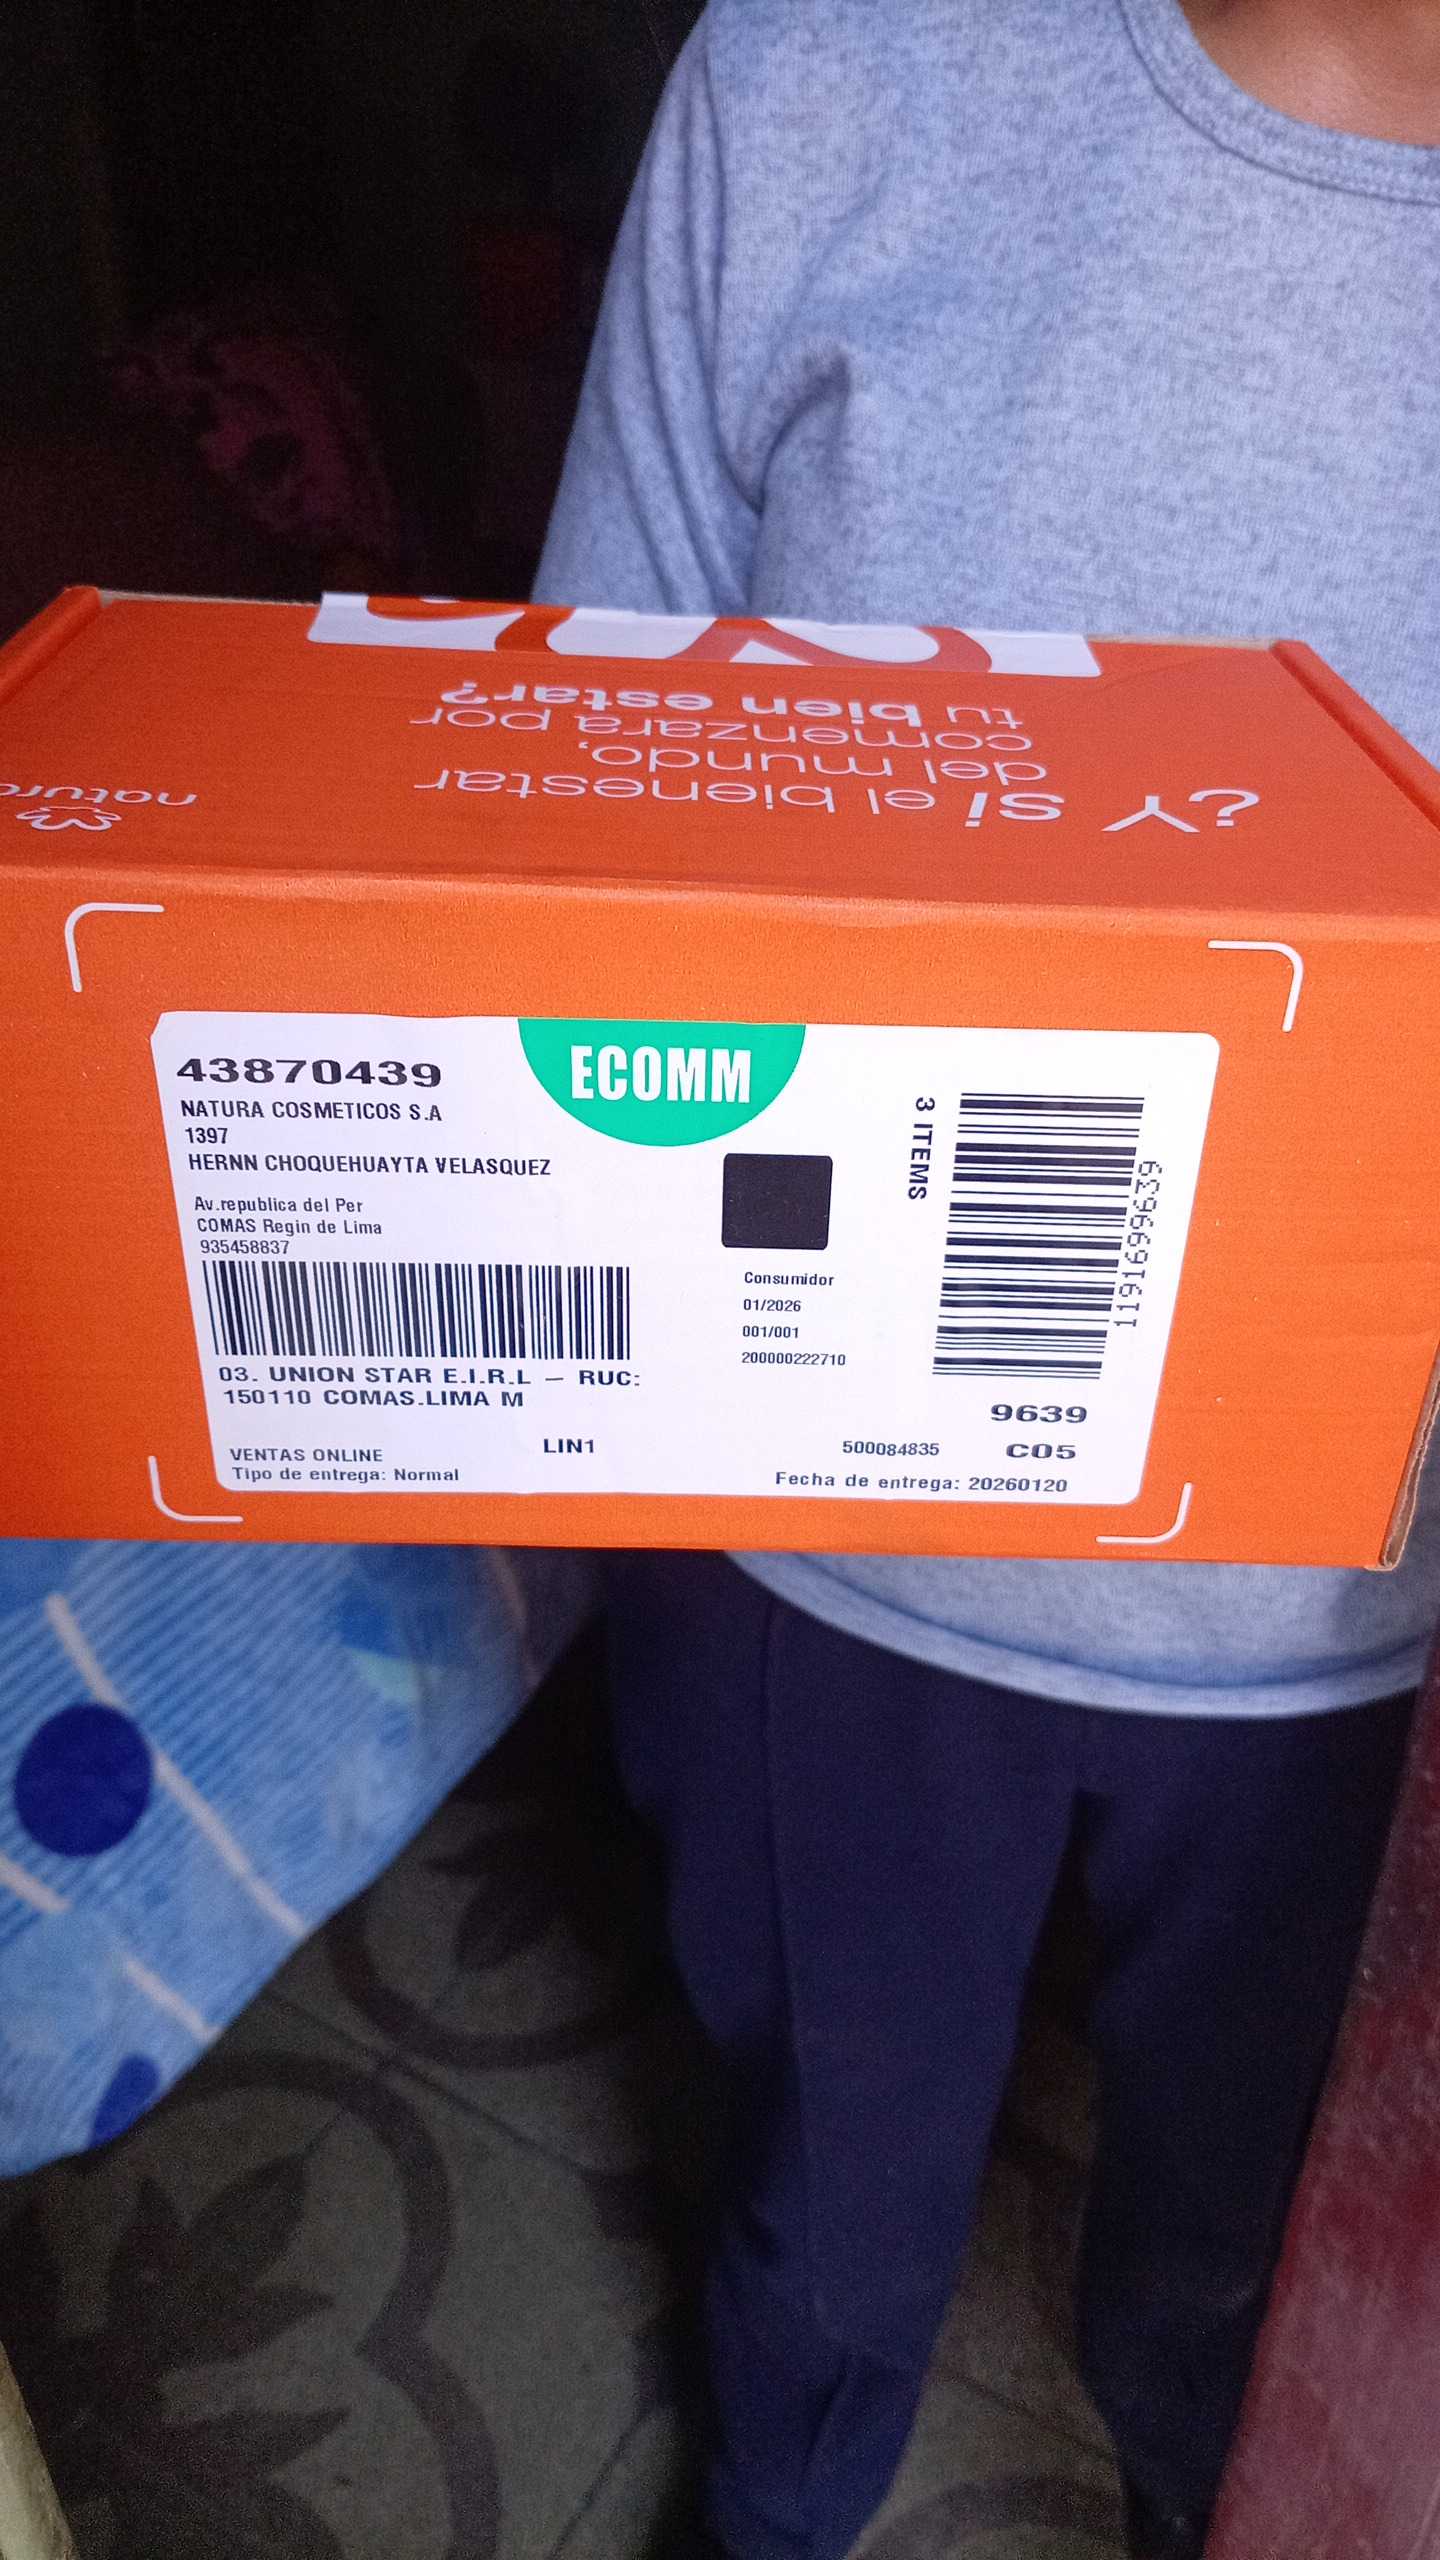 ¿Y si el bienestar
del mundo,
comenzara por
tu bien estar?
natura
43870439
ECOMM
NATURA COSMETICOS S.A
1397
HERNN CHOQUEHUAYTA VELASQUEZ
Av.republica del Per
COMAS Regin de Lima
935458837
03. UNION STAR E.I.R.L – RUC:
150110 COMAS.LIMA M
VENTAS ONLINE
Tipo de entrega: Normal
LIN1
Consumidor
01/2026
001/001
200000222710
3 ITEMS
1191699639
9639
500084835
C05
Fecha de entrega: 20260120